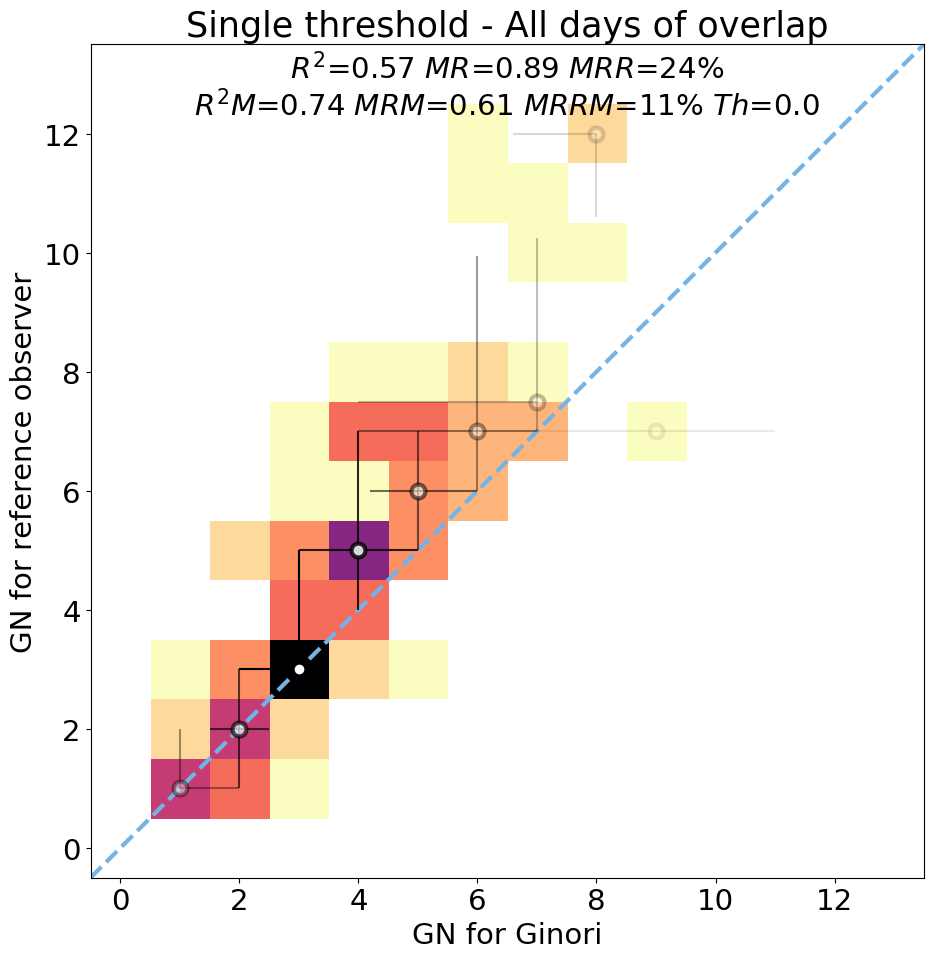 Single threshold - All days of overlap
R²=0.57 MR=0.89 MRR=24%
R²M=0.74 MRM=0.61 MRRM=11% Th=0.0
12
10
8
6
4
2
0
GN for reference observer
0 2 4 6 8 10 12
GN for Ginori